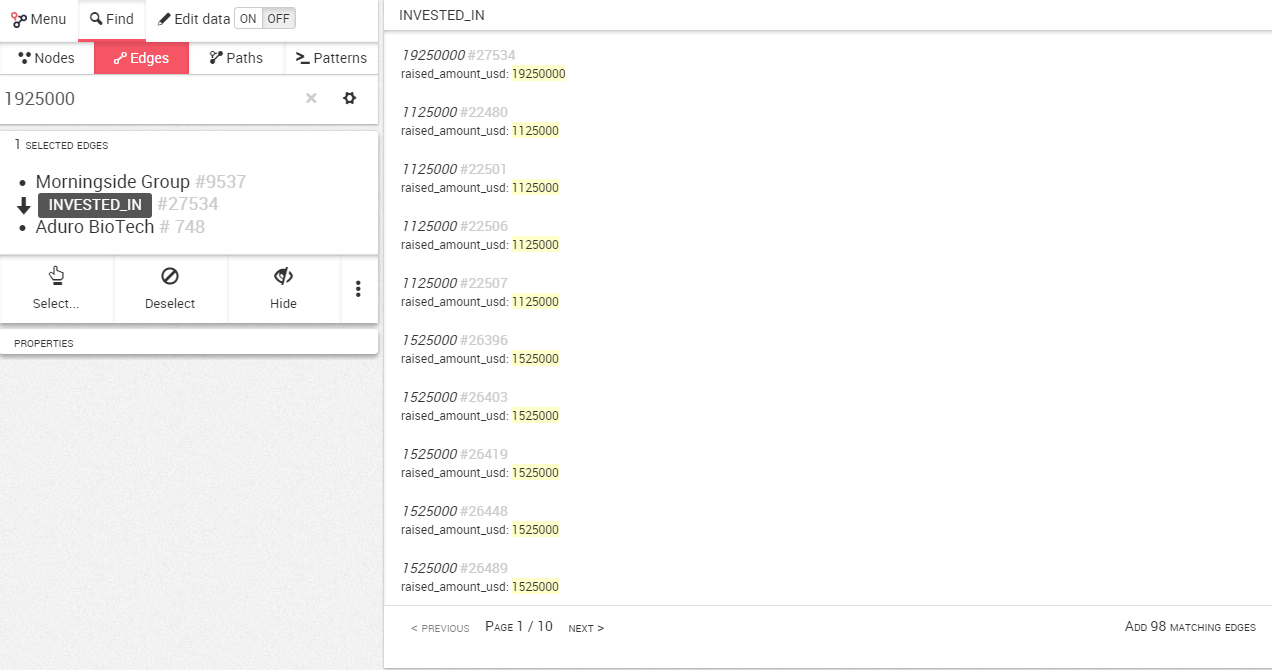 Menu Find Edit data ON OFF
Nodes Edges Paths Patterns
1925000
1 SELECTED EDGES
Morningside Group #9537
INVESTED_IN #27534
Aduro BioTech # 748
Select... Deselect Hide
PROPERTIES
INVESTED_IN
19250000 #27534
raised_amount_usd: 19250000
1125000 #22480
raised_amount_usd: 1125000
1125000 #22501
raised_amount_usd: 1125000
1125000 #22506
raised_amount_usd: 1125000
1125000 #22507
raised_amount_usd: 1125000
1525000 #26396
raised_amount_usd: 1525000
1525000 #26403
raised_amount_usd: 1525000
1525000 #26419
raised_amount_usd: 1525000
1525000 #26448
raised_amount_usd: 1525000
1525000 #26489
raised_amount_usd: 1525000
< PREVIOUS PAGE 1 / 10 NEXT > ADD 98 MATCHING EDGES